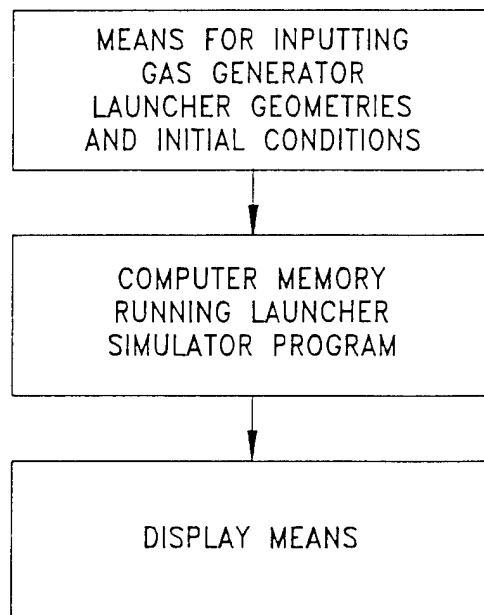 MEANS FOR INPUTTING
GAS GENERATOR
LAUNCHER GEOMETRIES
AND INITIAL CONDITIONS
COMPUTER MEMORY
RUNNING LAUNCHER
SIMULATOR PROGRAM
DISPLAY MEANS